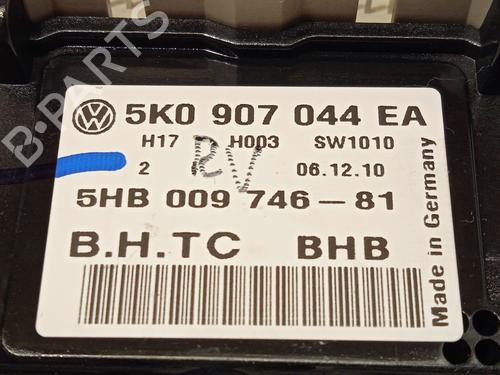 B-PARTS
5K0 907 044 EA
H17 H003 SW1010
RV
2 06.12.10
5HB 009 746-81
B.H.TC BHB
Made in Germany